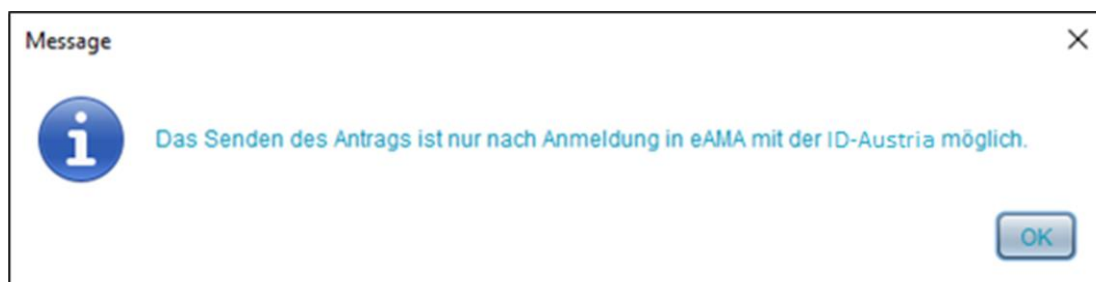 Message
Das Senden des Antrags ist nur nach Anmeldung in eAMA mit der ID-Austria möglich.
OK